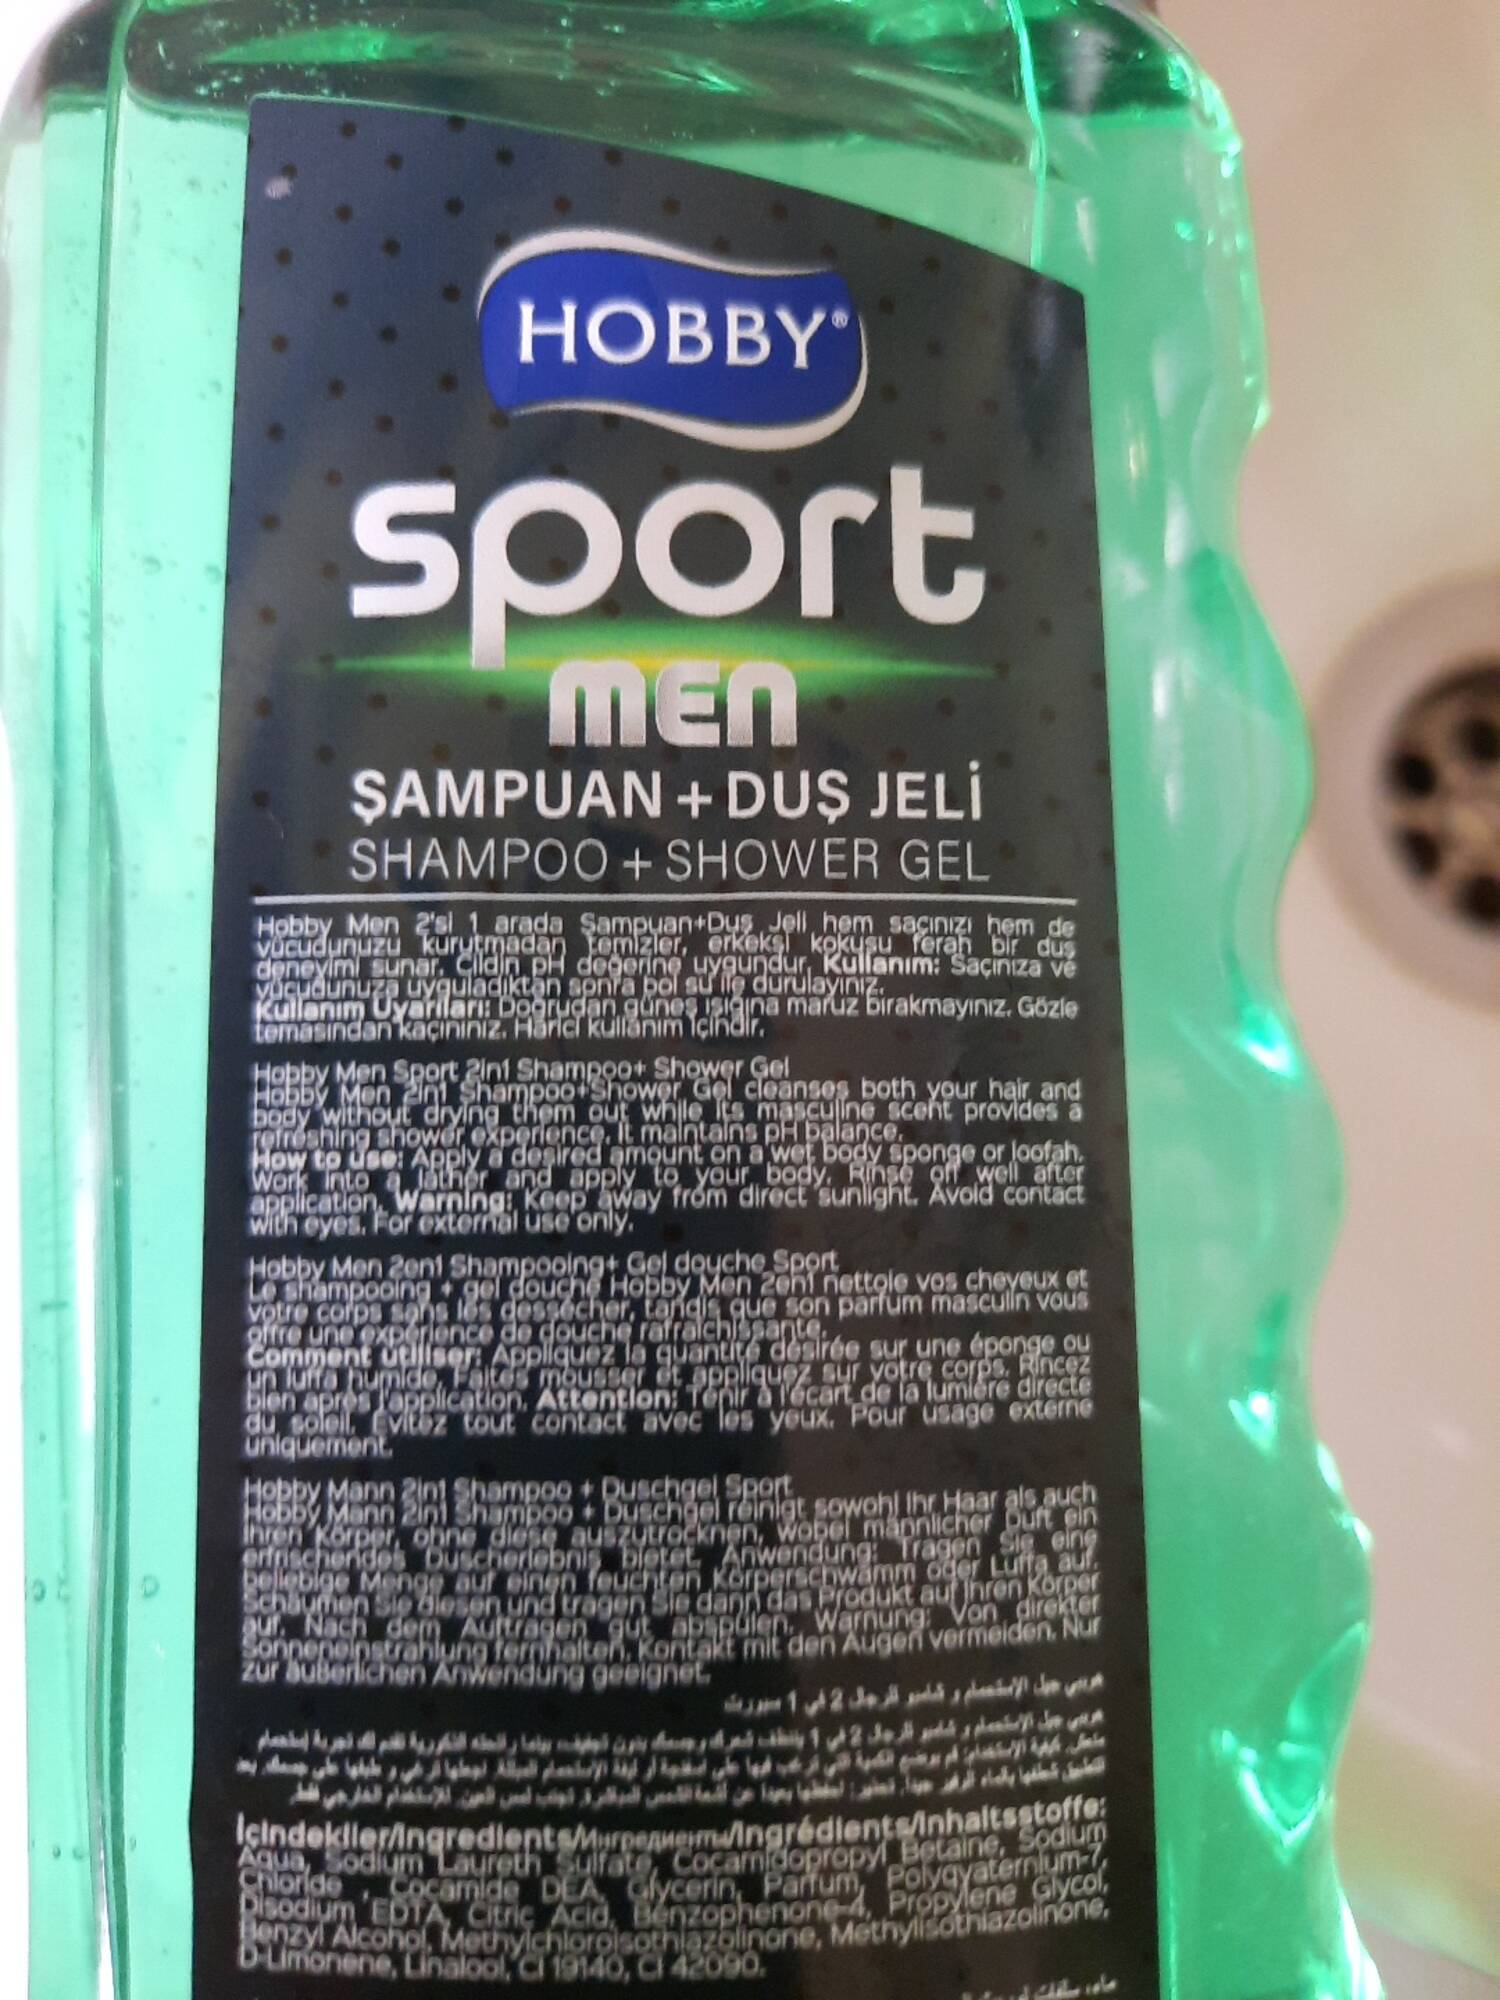 HOBBY®
sport
MEN
ŞAMPUAN + DUŞ JELİ
SHAMPOO + SHOWER GEL
Hobby Men 2'si 1 arada Şampuan+Duş Jeli hem saçınızı hem de
vücudunuzu kurutmadan temizler, erkeksi kokusu ferah bir duş
deneyimi sunar. Cildin pH değerine uygundur. Kullanım: Saçınıza ve
vücudunuza uyguladıktan sonra bol su ile durulayınız.
Kullanım Uyarıları: Doğrudan güneş ışığına maruz bırakmayınız. Gözle
temasından kaçınınız. Harici kullanım içindir.
Hobby Men Sport 2in1 Shampoo+ Shower Gel
Hobby Men 2in1 Shampoo+Shower Gel cleanses both your hair and
body without drying them out while its masculine scent provides a
refreshing shower experience. It maintains pH balance.
How to use: Apply a desired amount on a wet body sponge or loofah.
Work into a lather and apply to your body. Rinse off well after
application. Warning: Keep away from direct sunlight. Avoid contact
with eyes. For external use only.
Hobby Men 2en1 Shampooing+ Gel douche Sport
Le shampooing + gel douche Hobby Men 2en1 nettoie vos cheveux et
votre corps sans les dessécher, tandis que son parfum masculin vous
offre une expérience de douche rafraîchissante.
Comment utiliser: Appliquez la quantité désirée sur une éponge ou
un luffa humide. Faites mousser et appliquez sur votre corps. Rincez
bien après l'application. Attention: Tenir à l'écart de la lumière directe
du soleil. Évitez tout contact avec les yeux. Pour usage externe
uniquement.
Hobby Mann 2in1 Shampoo + Duschgel Sport
Hobby Mann 2in1 Shampoo + Duschgel reinigt sowohl Ihr Haar als auch
Ihren Körper, ohne diese auszutrocknen, wobei männlicher Duft ein
erfrischendes Duscherlebnis bietet. Anwendung: Tragen Sie eine
beliebige Menge auf einen feuchten Körperschwamm oder Luffa auf.
Schäumen Sie diesen und tragen Sie dann das Produkt auf Ihren Körper
auf. Nach dem Auftragen gut abspülen. Warnung: Von direkter
Sonneneinstrahlung fernhalten. Kontakt mit den Augen vermeiden. Nur
zur äußerlichen Anwendung geeignet.
İçindekiler/Ingredients/Ингредиенты/Ingrédients/Inhaltsstoffe:
Aqua, Sodium Laureth Sulfate, Cocamidopropyl Betaine, Sodium
Chloride, Cocamide DEA, Glycerin, Parfum, Polyqyaternium-7,
Disodium EDTA, Citric Acid, Benzophenone-4, Propylene Glycol,
Benzyl Alcohol, Methylchloroisothiazolinone, Methylisothiazolinone,
D-Limonene, Linalool, CI 19140, CI 42090.